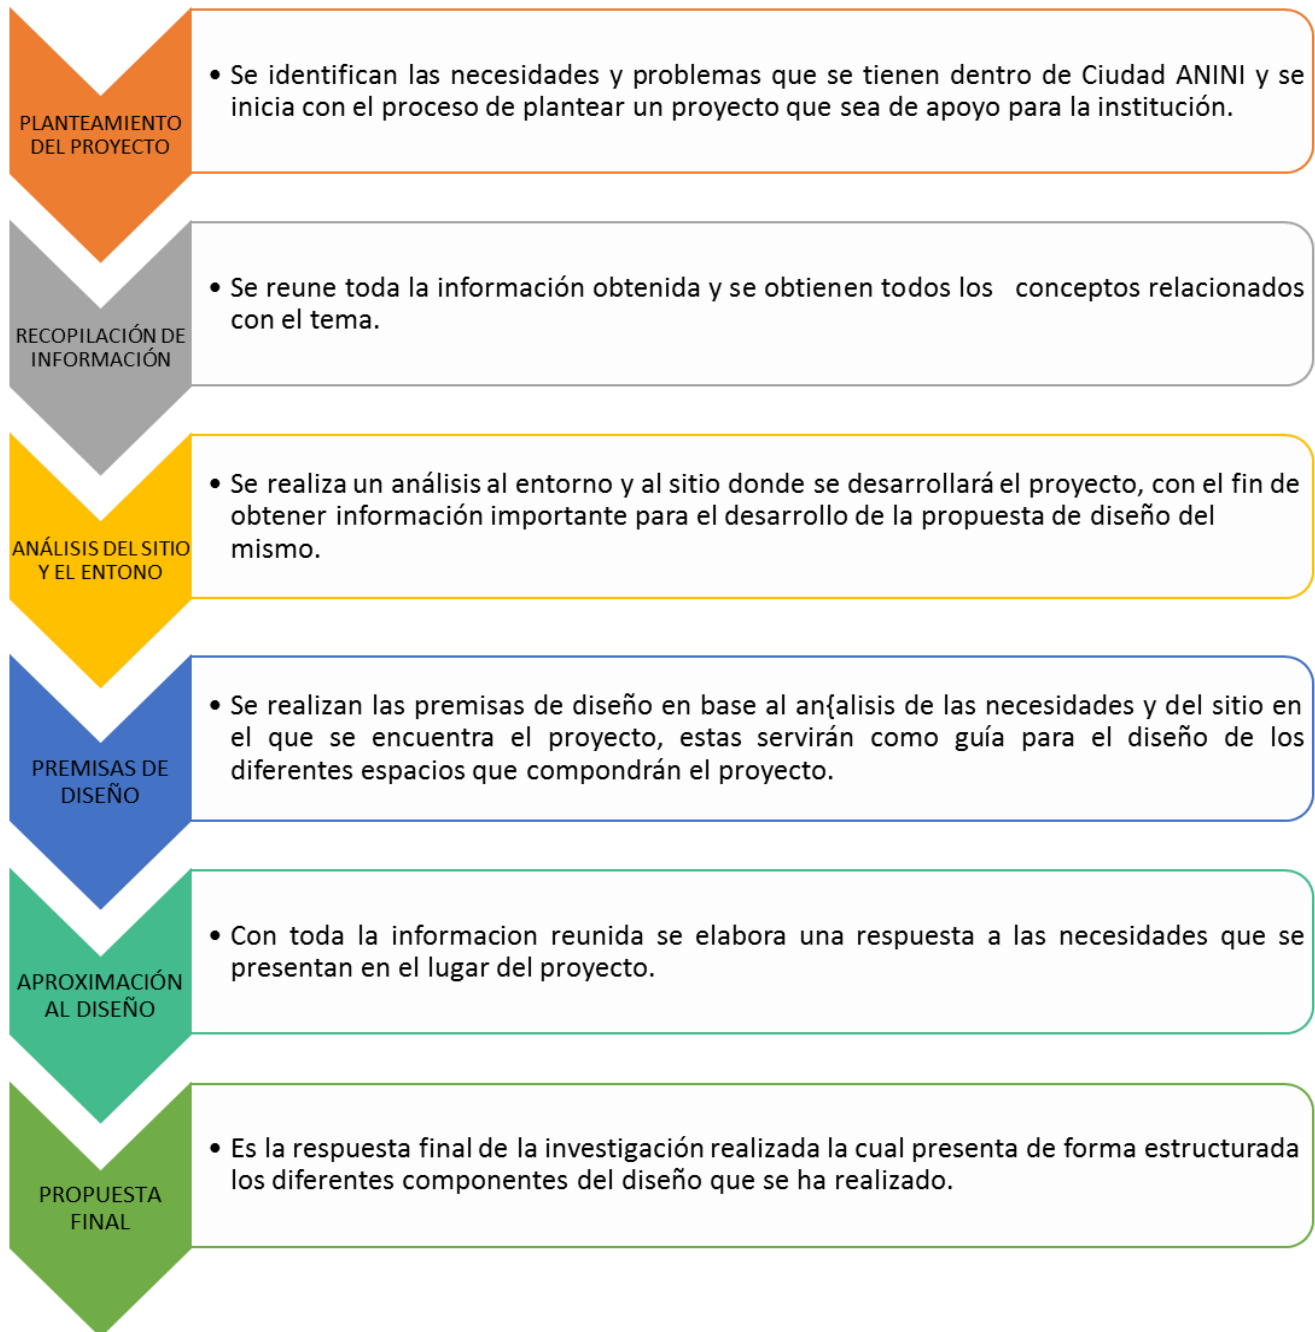 PLANTEAMIENTO
DEL PROYECTO
• Se identifican las necesidades y problemas que se tienen dentro de Ciudad ANINI y se
inicia con el proceso de plantear un proyecto que sea de apoyo para la institución.
RECOPILACIÓN DE
INFORMACIÓN
• Se reune toda la información obtenida y se obtienen todos los conceptos relacionados
con el tema.
ANÁLISIS DEL SITIO
Y EL ENTONO
• Se realiza un análisis al entorno y al sitio donde se desarrollará el proyecto, con el fin de
obtener información importante para el desarrollo de la propuesta de diseño del
mismo.
PREMISAS DE
DISEÑO
• Se realizan las premisas de diseño en base al an{alisis de las necesidades y del sitio en
el que se encuentra el proyecto, estas servirán como guía para el diseño de los
diferentes espacios que compondrán el proyecto.
APROXIMACIÓN
AL DISEÑO
• Con toda la informacion reunida se elabora una respuesta a las necesidades que se
presentan en el lugar del proyecto.
PROPUESTA
FINAL
• Es la respuesta final de la investigación realizada la cual presenta de forma estructurada
los diferentes componentes del diseño que se ha realizado.